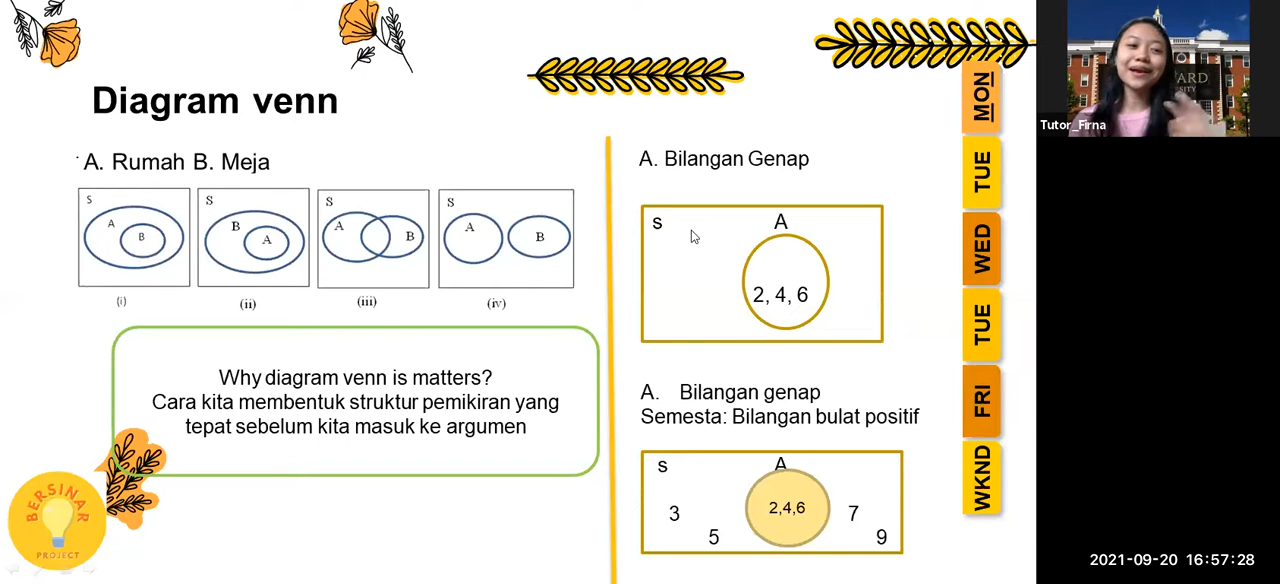 Diagram venn
A. Rumah B. Meja
S
A
B
(i)
S
B
A
(ii)
S
A
B
(iii)
S
A
B
(iv)
Why diagram venn is matters?
Cara kita membentuk struktur pemikiran yang
tepat sebelum kita masuk ke argumen
BERSINAR
PROJECT
A. Bilangan Genap
s
A
2, 4, 6
A. Bilangan genap
Semesta: Bilangan bulat positif
s
A
3
5
2,4,6
7
9
MON
TUE
WED
TUE
FRI
WKND
Tutor_Firna
2021-09-20 16:57:28